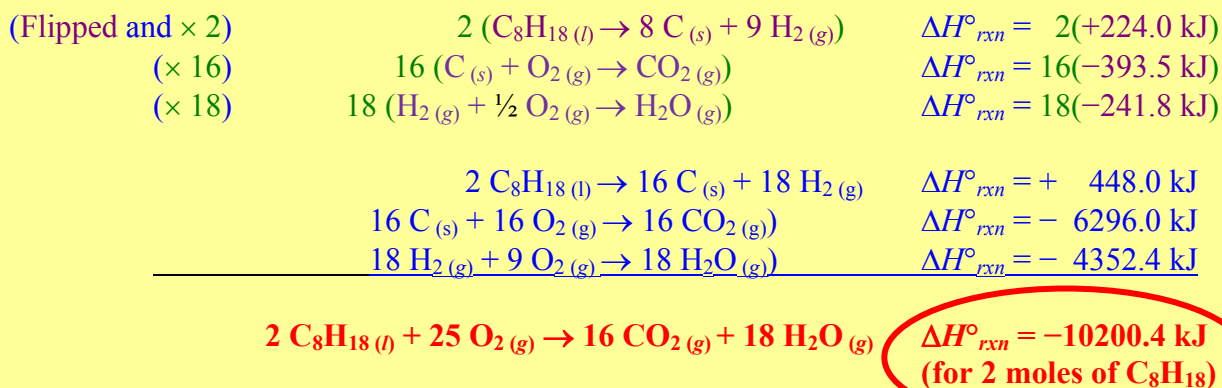 (Flipped and × 2) 2 (C₈H₁₈ (l) → 8 C (s) + 9 H₂ (g)) ΔH°rxn = 2(+224.0 kJ)
(× 16) 16 (C (s) + O₂ (g) → CO₂ (g)) ΔH°rxn = 16(−393.5 kJ)
(× 18) 18 (H₂ (g) + ½ O₂ (g) → H₂O (g)) ΔH°rxn = 18(−241.8 kJ)
2 C₈H₁₈ (l) → 16 C (s) + 18 H₂ (g) ΔH°rxn = + 448.0 kJ
16 C (s) + 16 O₂ (g) → 16 CO₂ (g)) ΔH°rxn = − 6296.0 kJ
18 H₂ (g) + 9 O₂ (g) → 18 H₂O (g)) ΔH°rxn = − 4352.4 kJ
2 C₈H₁₈ (l) + 25 O₂ (g) → 16 CO₂ (g) + 18 H₂O (g) ΔH°rxn = −10200.4 kJ
(for 2 moles of C₈H₁₈)